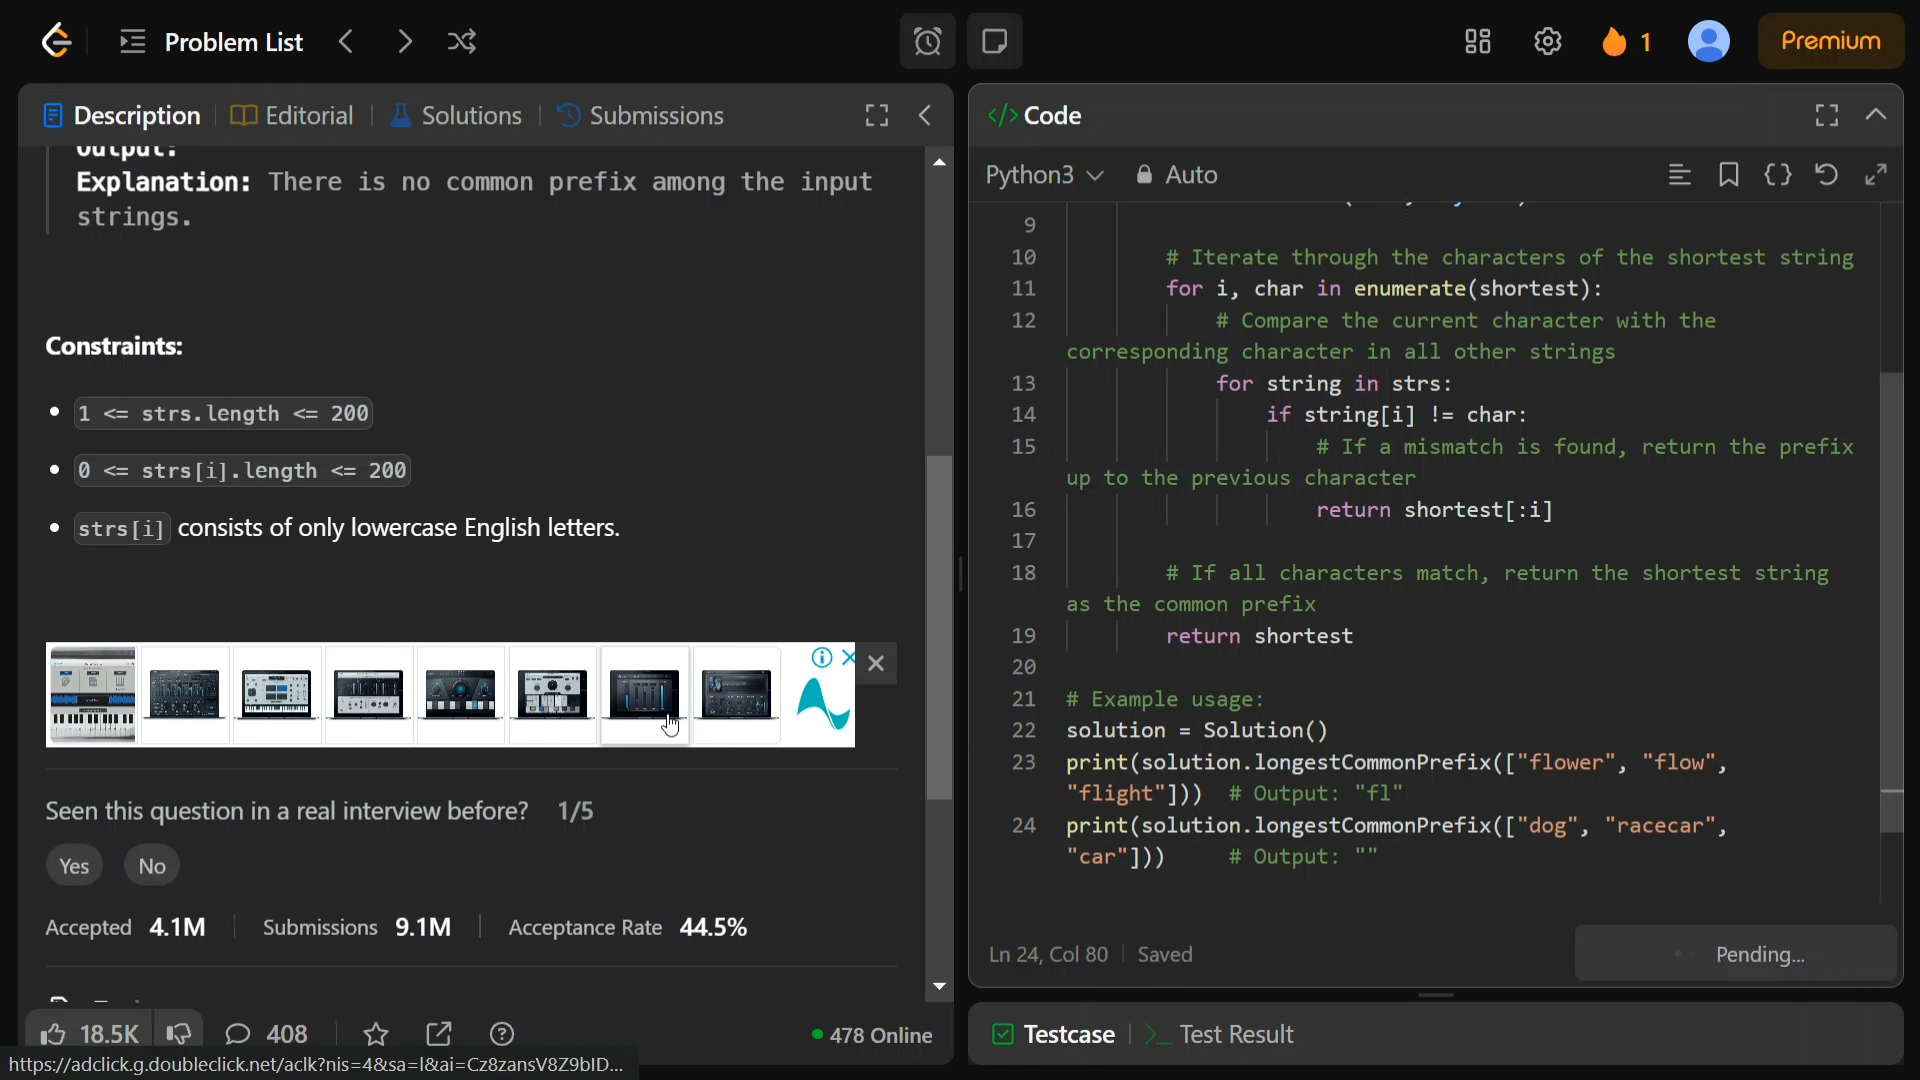 Problem List
1
Premium
Description
Editorial
Solutions
Submissions
Output:
Explanation: There is no common prefix among the input
strings.
Constraints:
1 <= strs.length <= 200
0 <= strs[i].length <= 200
strs[i] consists of only lowercase English letters.
Seen this question in a real interview before? 1/5
Yes
No
Accepted 4.1M
Submissions 9.1M
Acceptance Rate 44.5%
18.5K
408
478 Online
https://adclick.g.doubleclick.net/aclk?nis=4&sa=l&ai=Cz8zansV8Z9bID...
</> Code
Python3
Auto
9
10 # Iterate through the characters of the shortest string
11 for i, char in enumerate(shortest):
12 # Compare the current character with the
corresponding character in all other strings
13 for string in strs:
14 if string[i] != char:
15 # If a mismatch is found, return the prefix
up to the previous character
16 return shortest[:i]
17
18 # If all characters match, return the shortest string
as the common prefix
19 return shortest
20
21 # Example usage:
22 solution = Solution()
23 print(solution.longestCommonPrefix(["flower", "flow",
"flight"])) # Output: "fl"
24 print(solution.longestCommonPrefix(["dog", "racecar",
"car"])) # Output: ""
Ln 24, Col 80
Saved
Pending...
Testcase
Test Result